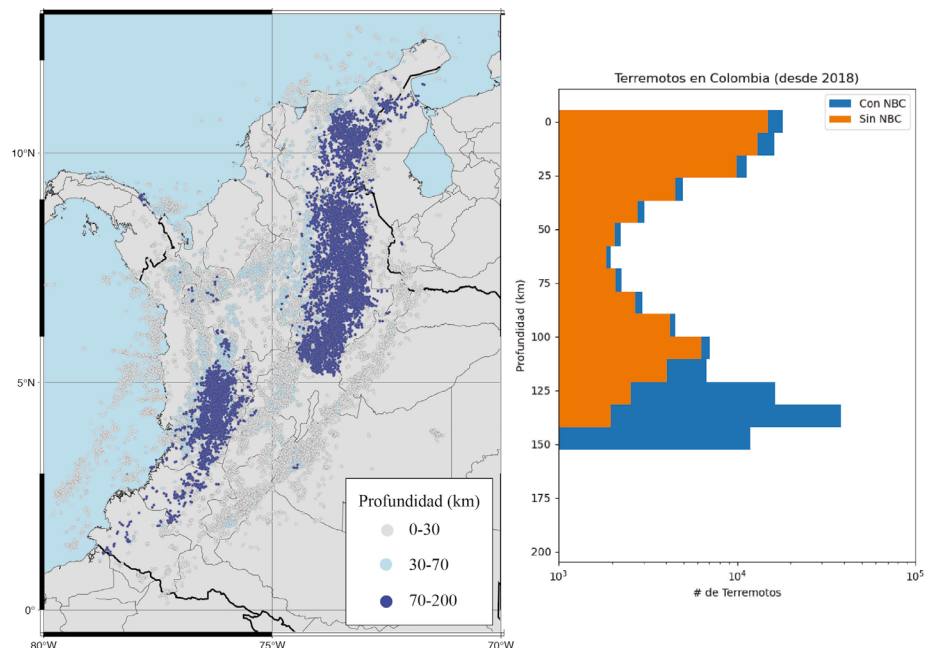 10°N
5°N
0°
80°W
75°W
70°W
Profundidad (km)
0-30
30-70
70-200
Terremotos en Colombia (desde 2018)
Con NBC
Sin NBC
Profundidad (km)
0
25
50
75
100
125
150
175
200
10³
10⁴
10⁵
# de Terremotos